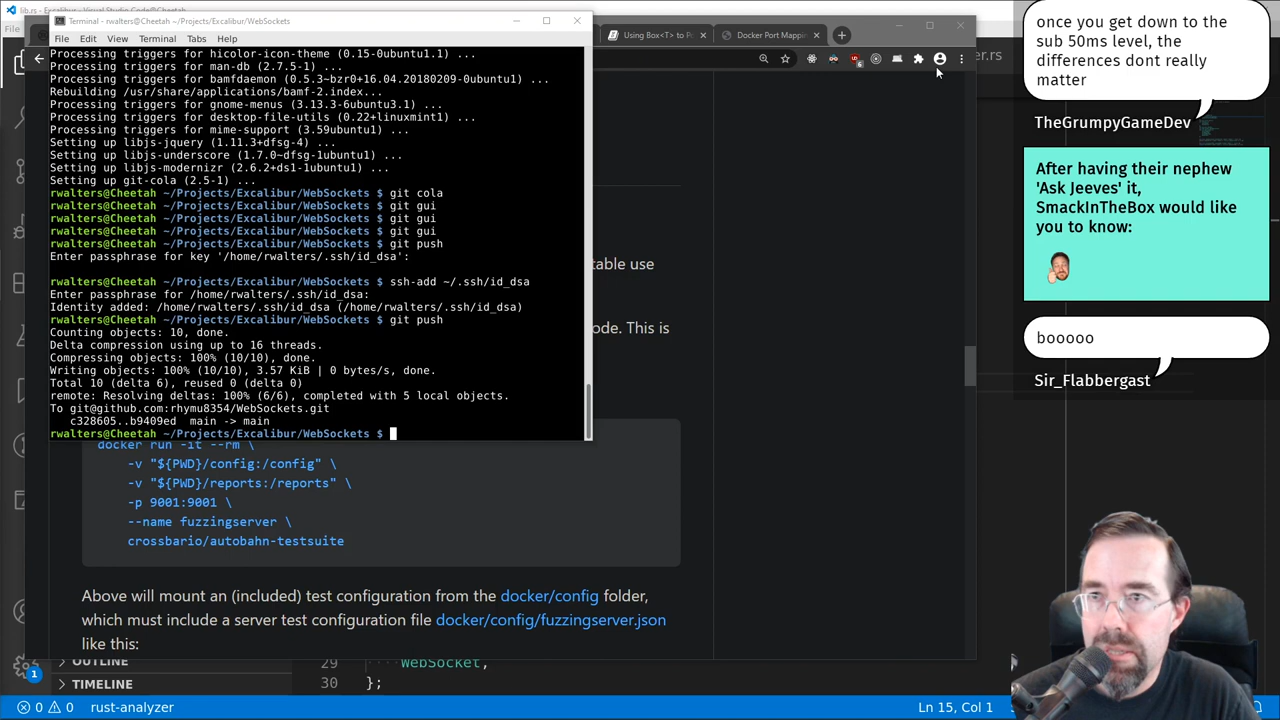 lib.rs - Visual Studio Code@Cheetah
File
Terminal - rwalters@Cheetah: ~/Projects/Excalibur/WebSockets
File Edit View Terminal Tabs Help
Using Box<T> to Po
Docker Port Mappin
Processing triggers for hicolor-icon-theme (0.15-0ubuntu1.1) ...
Processing triggers for man-db (2.7.5-1) ...
Processing triggers for bamfdaemon (0.5.3~bzr0+16.04.20180209-0ubuntu1) ...
Rebuilding /usr/share/applications/bamf-2.index...
Processing triggers for gnome-menus (3.13.3-6ubuntu3.1) ...
Processing triggers for desktop-file-utils (0.22+linuxmint1) ...
Processing triggers for mime-support (3.59ubuntu1) ...
Setting up libjs-jquery (1.11.3+dfsg-4) ...
Setting up libjs-underscore (1.7.0~dfsg-1ubuntu1) ...
Setting up libjs-modernizr (2.6.2+ds1-1ubuntu1) ...
Setting up git-cola (2.5-1) ...
rwalters@Cheetah ~/Projects/Excalibur/WebSockets $ git cola
rwalters@Cheetah ~/Projects/Excalibur/WebSockets $ git gui
rwalters@Cheetah ~/Projects/Excalibur/WebSockets $ git gui
rwalters@Cheetah ~/Projects/Excalibur/WebSockets $ git gui
rwalters@Cheetah ~/Projects/Excalibur/WebSockets $ git push
Enter passphrase for key '/home/rwalters/.ssh/id_dsa':
rwalters@Cheetah ~/Projects/Excalibur/WebSockets $ ssh-add ~/.ssh/id_dsa
Enter passphrase for /home/rwalters/.ssh/id_dsa:
Identity added: /home/rwalters/.ssh/id_dsa (/home/rwalters/.ssh/id_dsa)
rwalters@Cheetah ~/Projects/Excalibur/WebSockets $ git push
Counting objects: 10, done.
Delta compression using up to 16 threads.
Compressing objects: 100% (10/10), done.
Writing objects: 100% (10/10), 3.57 KiB | 0 bytes/s, done.
Total 10 (delta 6), reused 0 (delta 0)
remote: Resolving deltas: 100% (6/6), completed with 5 local objects.
To git@github.com:rhymu8354/WebSockets.git
c328605..b9409ed main -> main
rwalters@Cheetah ~/Projects/Excalibur/WebSockets $
table use
ode. This is
docker run -it --rm \
-v "${PWD}/config:/config" \
-v "${PWD}/reports:/reports" \
-p 9001:9001 \
--name fuzzingserver \
crossbario/autobahn-testsuite
Above will mount an (included) test configuration from the docker/config folder,
which must include a server test configuration file docker/config/fuzzingserver.json
like this:
er.rs
6
once you get down to the
sub 50ms level, the
differences dont really
matter
TheGrumpyGameDev
After having their nephew
'Ask Jeeves' it,
SmackInTheBox would like
you to know:
booooo
Sir_Flabbergast
OUTLINE
TIMELINE
29 WebSocket,
30 };
1
0 0 rust-analyzer
Ln 15, Col 1